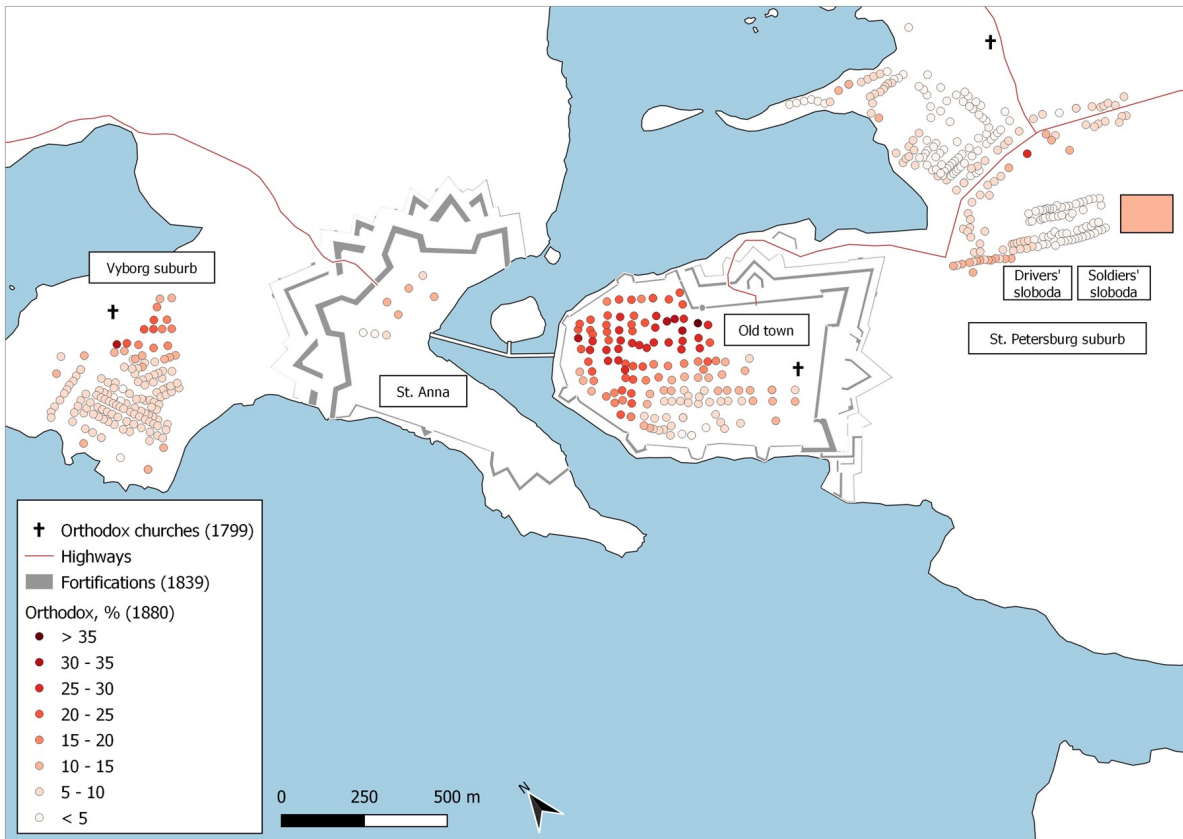 Vyborg suburb
St. Anna
Old town
Drivers'
sloboda
Soldiers'
sloboda
St. Petersburg suburb
Orthodox churches (1799)
Highways
Fortifications (1839)
Orthodox, % (1880)
> 35
30 - 35
25 - 30
20 - 25
15 - 20
10 - 15
5 - 10
< 5
0 250 500 m
N